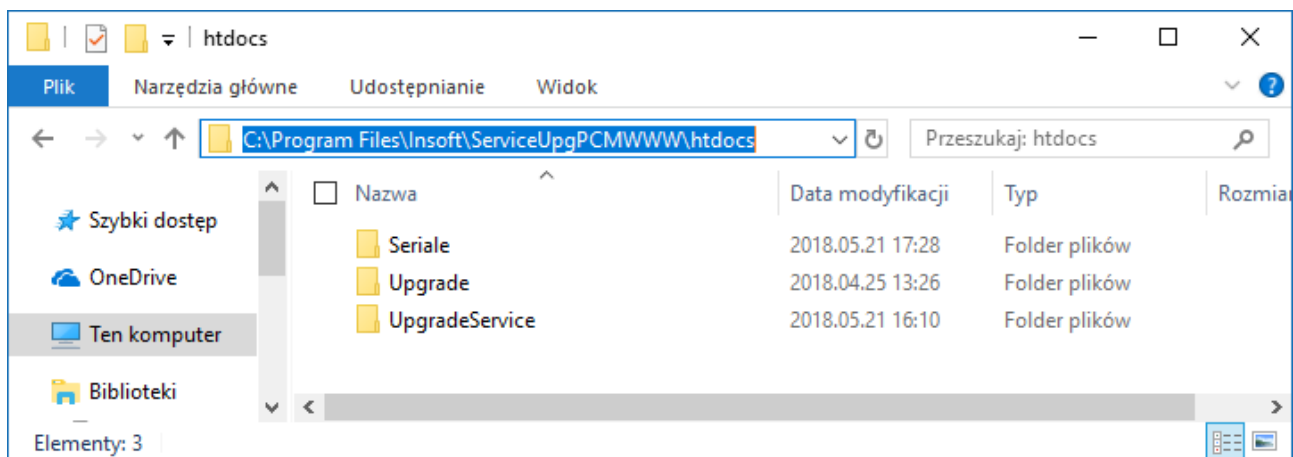 htdocs
Plik Narzędzia główne Udostępnianie Widok
C:\Program Files\Insoft\ServiceUpgPCMWWW\htdocs Przeszukaj: htdocs
Nazwa Data modyfikacji Typ Rozmiar
Szybki dostęp
Seriale 2018.05.21 17:28 Folder plików
OneDrive
Upgrade 2018.04.25 13:26 Folder plików
UpgradeService 2018.05.21 16:10 Folder plików
Ten komputer
Biblioteki
Elementy: 3